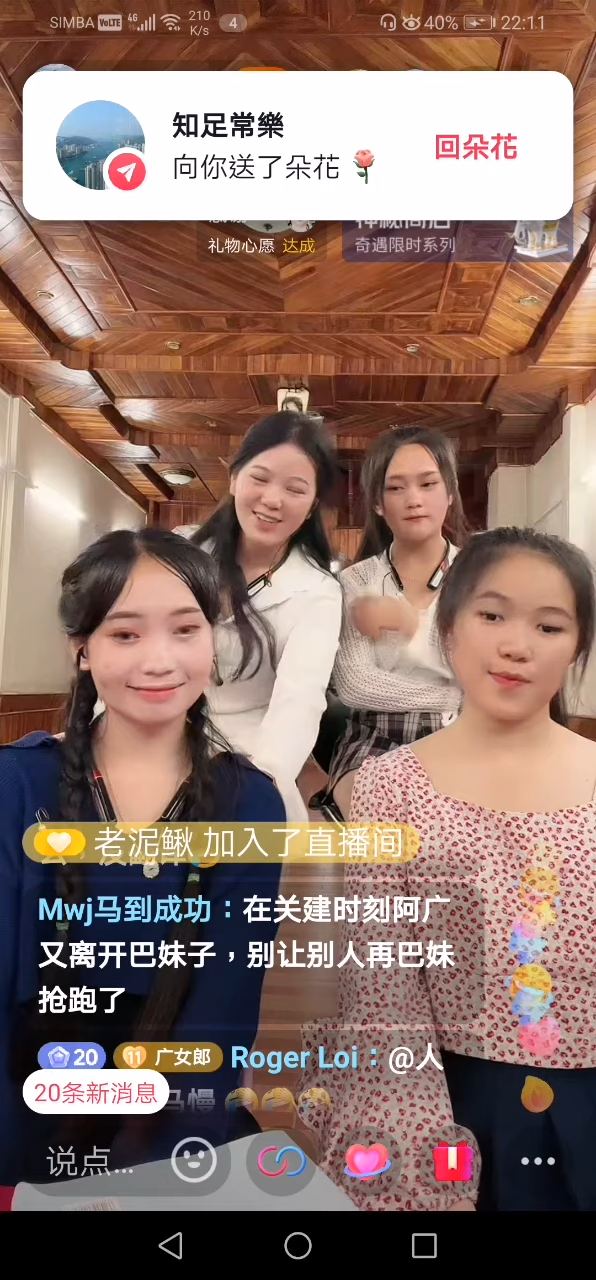 SIMBA VoLTE 4G 210 K/s 4 40% 22:11
知足常樂
向你送了朵花🌹
回朵花
礼物心愿 达成
奇遇限时系列
老泥鳅 加入了直播间
Mwj马到成功：在关建时刻阿广
又离开巴妹子，别让别人再巴妹
抢跑了
20 11 广女郎 Roger Loi：@人
20条新消息
马慢
说点...